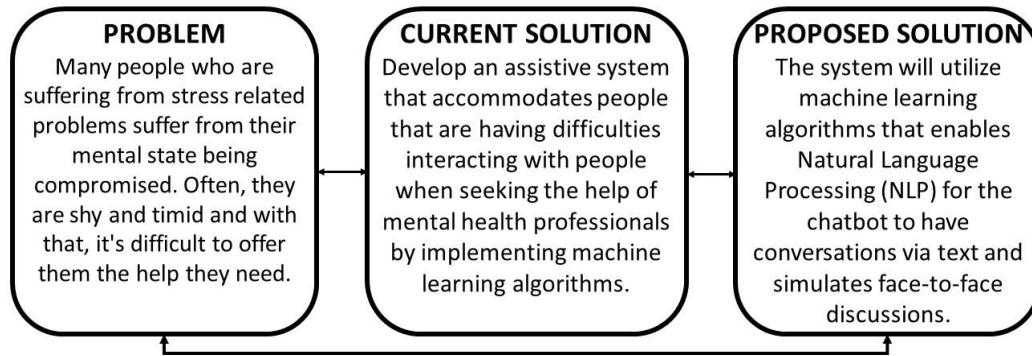 PROBLEM
Many people who are
suffering from stress related
problems suffer from their
mental state being
compromised. Often, they
are shy and timid and with
that, it's difficult to offer
them the help they need.
CURRENT SOLUTION
Develop an assistive system
that accommodates people
that are having difficulties
interacting with people
when seeking the help of
mental health professionals
by implementing machine
learning algorithms.
PROPOSED SOLUTION
The system will utilize
machine learning
algorithms that enables
Natural Language
Processing (NLP) for the
chatbot to have
conversations via text and
simulates face-to-face
discussions.